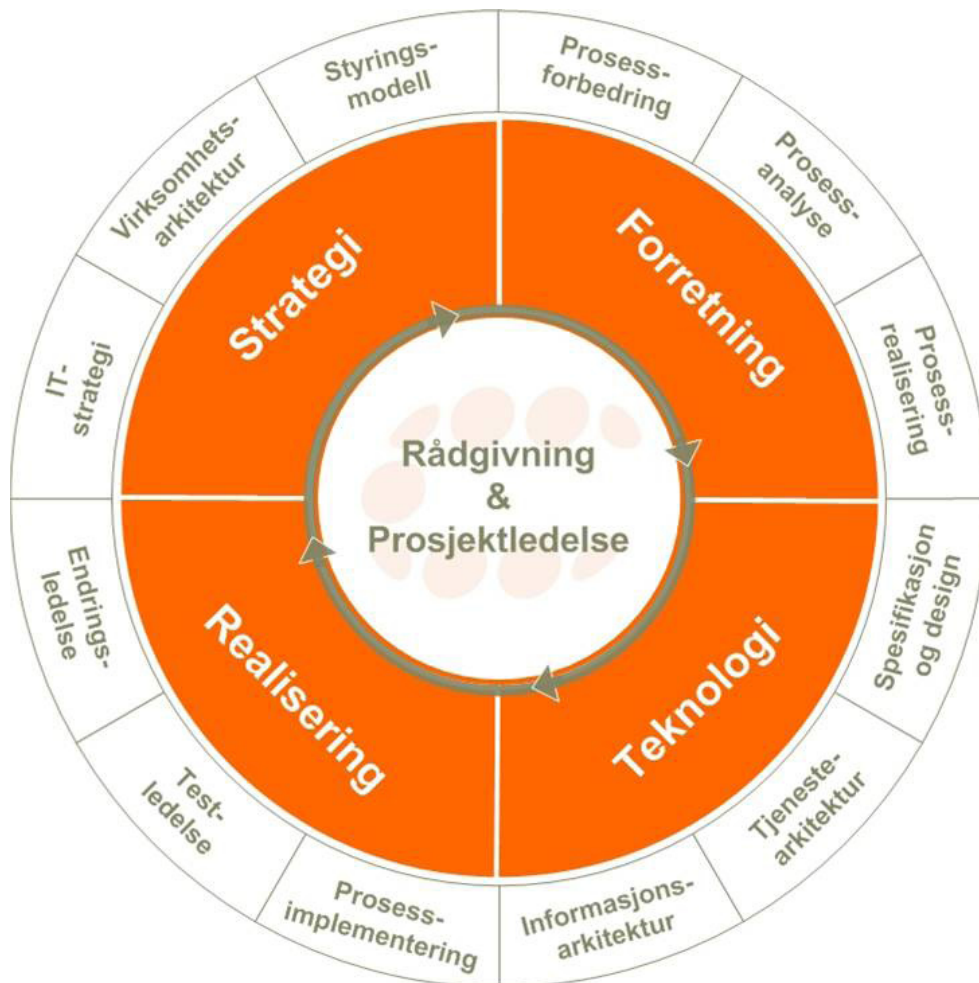 Styrings-
modell
Prosess-
forbedring
Prosess-
analyse
Prosess-
realisering
Spesifikasjon
og design
Tjeneste-
arkitektur
Informasjons-
arkitektur
Prosess-
implementering
Test-
ledelse
Endrings-
ledelse
IT-
strategi
Virksomhets-
arkitektur
Strategi
Forretning
Teknologi
Realisering
Rådgivning
&
Prosjektledelse